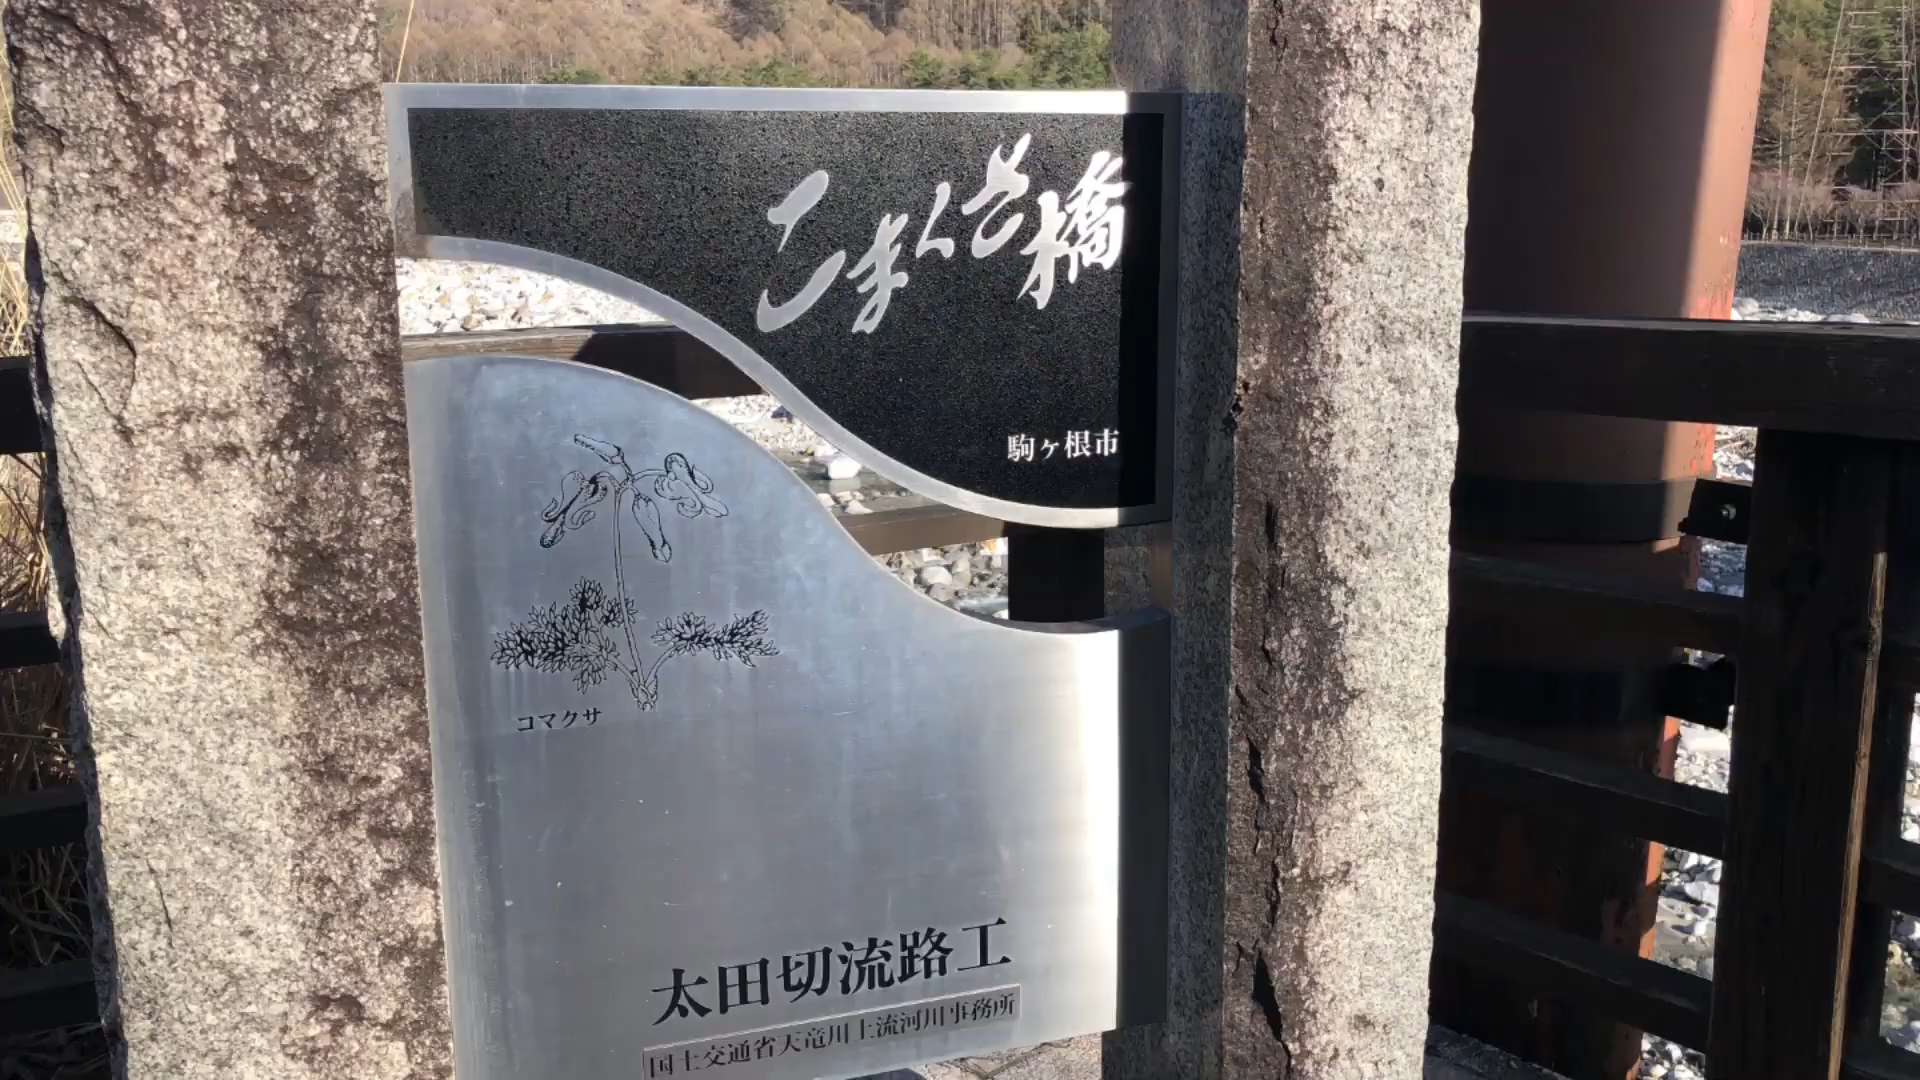 こまくさ橋
駒ヶ根市
コマクサ
太田切流路工
国土交通省天竜川上流河川事務所